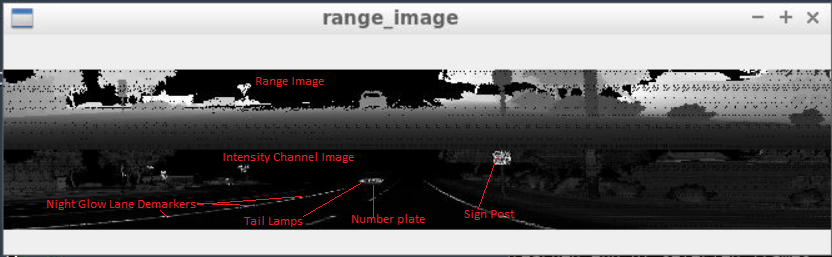 range_image
Range Image
Intensity Channel Image
Night Glow Lane Demarkers
Tail Lamps
Number plate
Sign Post